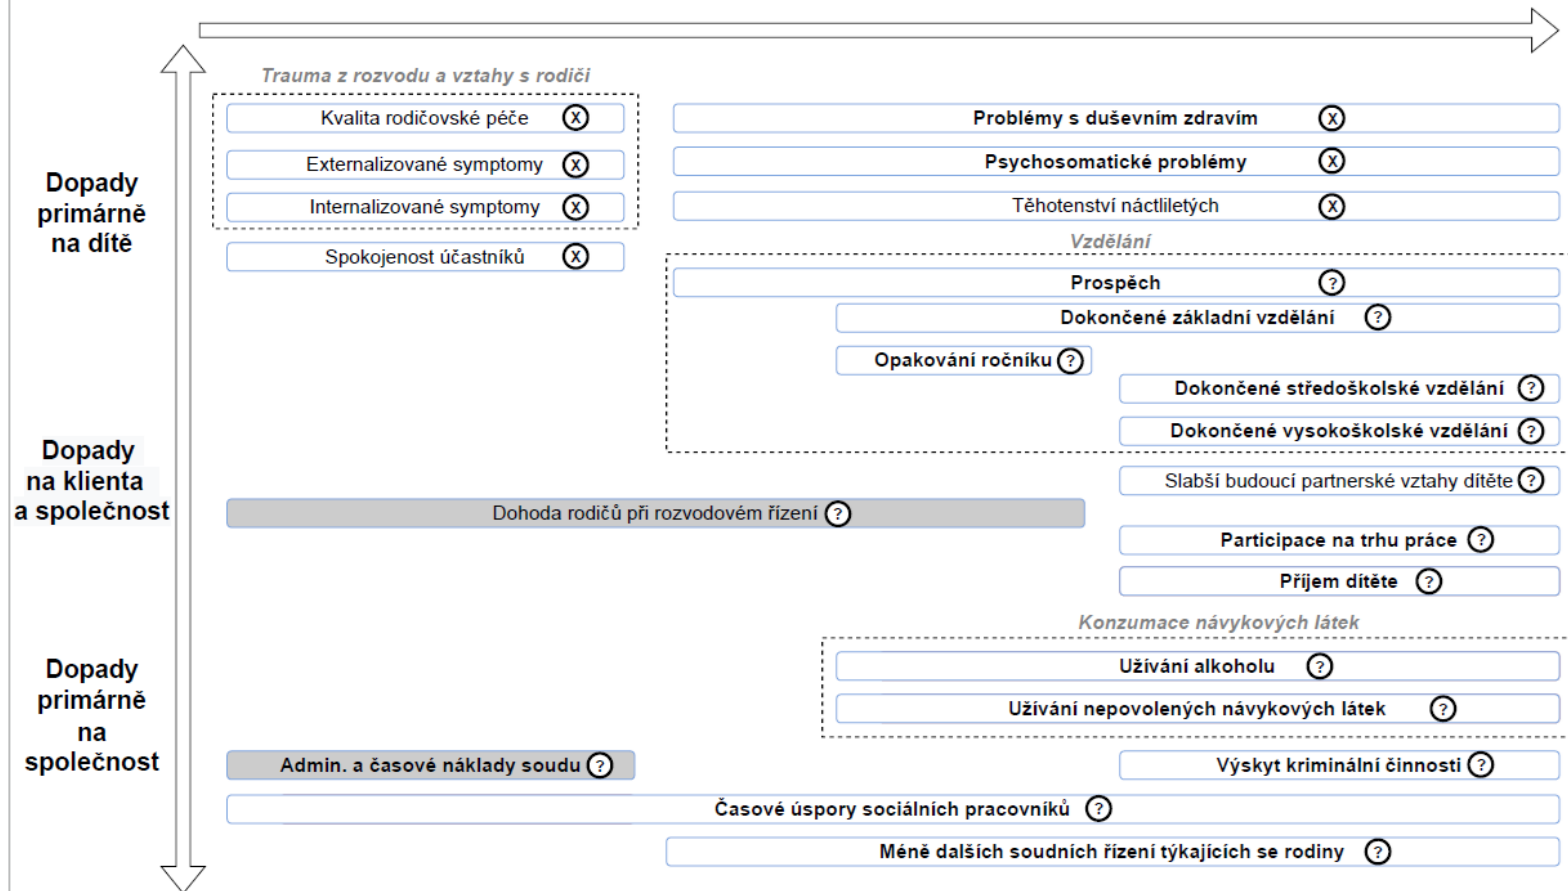 Trauma z rozvodu a vztahy s rodiči
Kvalita rodičovské péče X
Problémy s duševním zdravím X
Externalizované symptomy X
Psychosomatické problémy X
Internalizované symptomy X
Těhotenství náctliletých X
Dopady
primárně
na dítě
Spokojenost účastníků X
Vzdělání
Prospěch ?
Dokončené základní vzdělání ?
Opakování ročníku ?
Dokončené středoškolské vzdělání ?
Dokončené vysokoškolské vzdělání ?
Dopady
na klienta
a společnost
Slabší budoucí partnerské vztahy dítěte ?
Dohoda rodičů při rozvodovém řízení ?
Participace na trhu práce ?
Příjem dítěte ?
Konzumace návykových látek
Užívání alkoholu ?
Užívání nepovolených návykových látek ?
Dopady
primárně
na
společnost
Admin. a časové náklady soudu ?
Výskyt kriminální činnosti ?
Časové úspory sociálních pracovníků ?
Méně dalších soudních řízení týkajících se rodiny ?